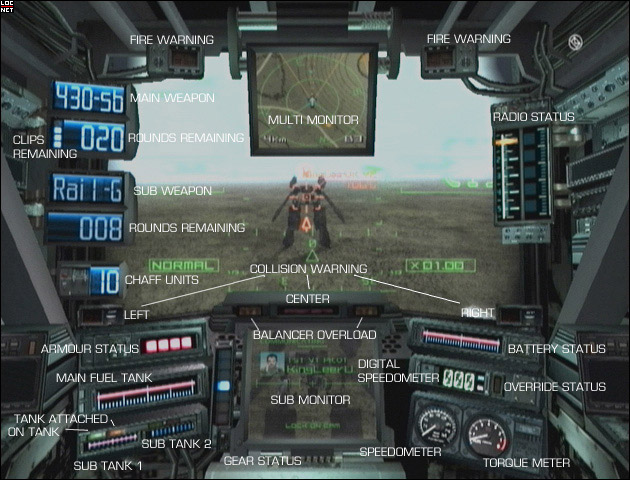 LOC
NET
FIRE WARNING
FIRE WARNING
430-Sb
MAIN WEAPON
MULTI MONITOR
RADIO STATUS
CLIPS
REMAINING
020
ROUNDS REMAINING
Rail-G
SUB WEAPON
008
ROUNDS REMAINING
NORMAL
COLLISION WARNING
X01.00
10
CHAFF UNITS
CENTER
LEFT
RIGHT
BALANCER OVERLOAD
ARMOUR STATUS
BATTERY STATUS
MAIN FUEL TANK
DIGITAL
SPEEDOMETER
000
OVERRIDE STATUS
SUB MONITOR
TANK ATTACHED
ON TANK
SUB TANK 2
SUB TANK 1
GEAR STATUS
SPEEDOMETER
TORQUE METER